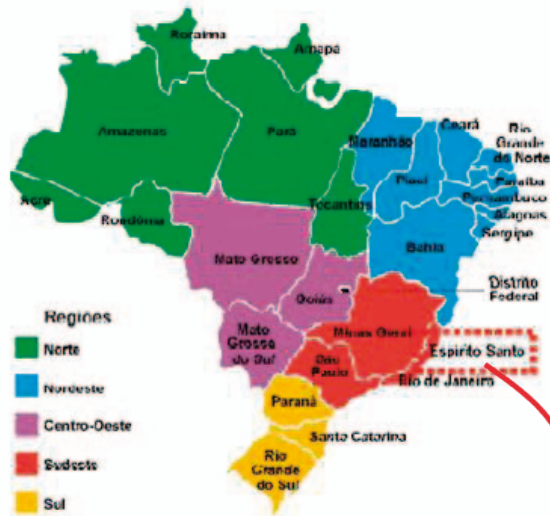 Roraima
Amapá
Amazonas
Pará
Maranhão
Ceará
Rio
Grande
do Norte
Piauí
Paraíba
Pernambuco
Acre
Tocantins
Alagoas
Rondônia
Sergipe
Mato Grosso
Bahia
Distrito
Federal
Goiás
Regiões
Mato
Grosso
do Sul
Minas Gerai
Espírito Santo
Norte
São
Paulo
Rio de Janeiro
Nordeste
Paraná
Centro-Oeste
Santa Catarina
Sudeste
Rio
Grande
do Sul
Sul